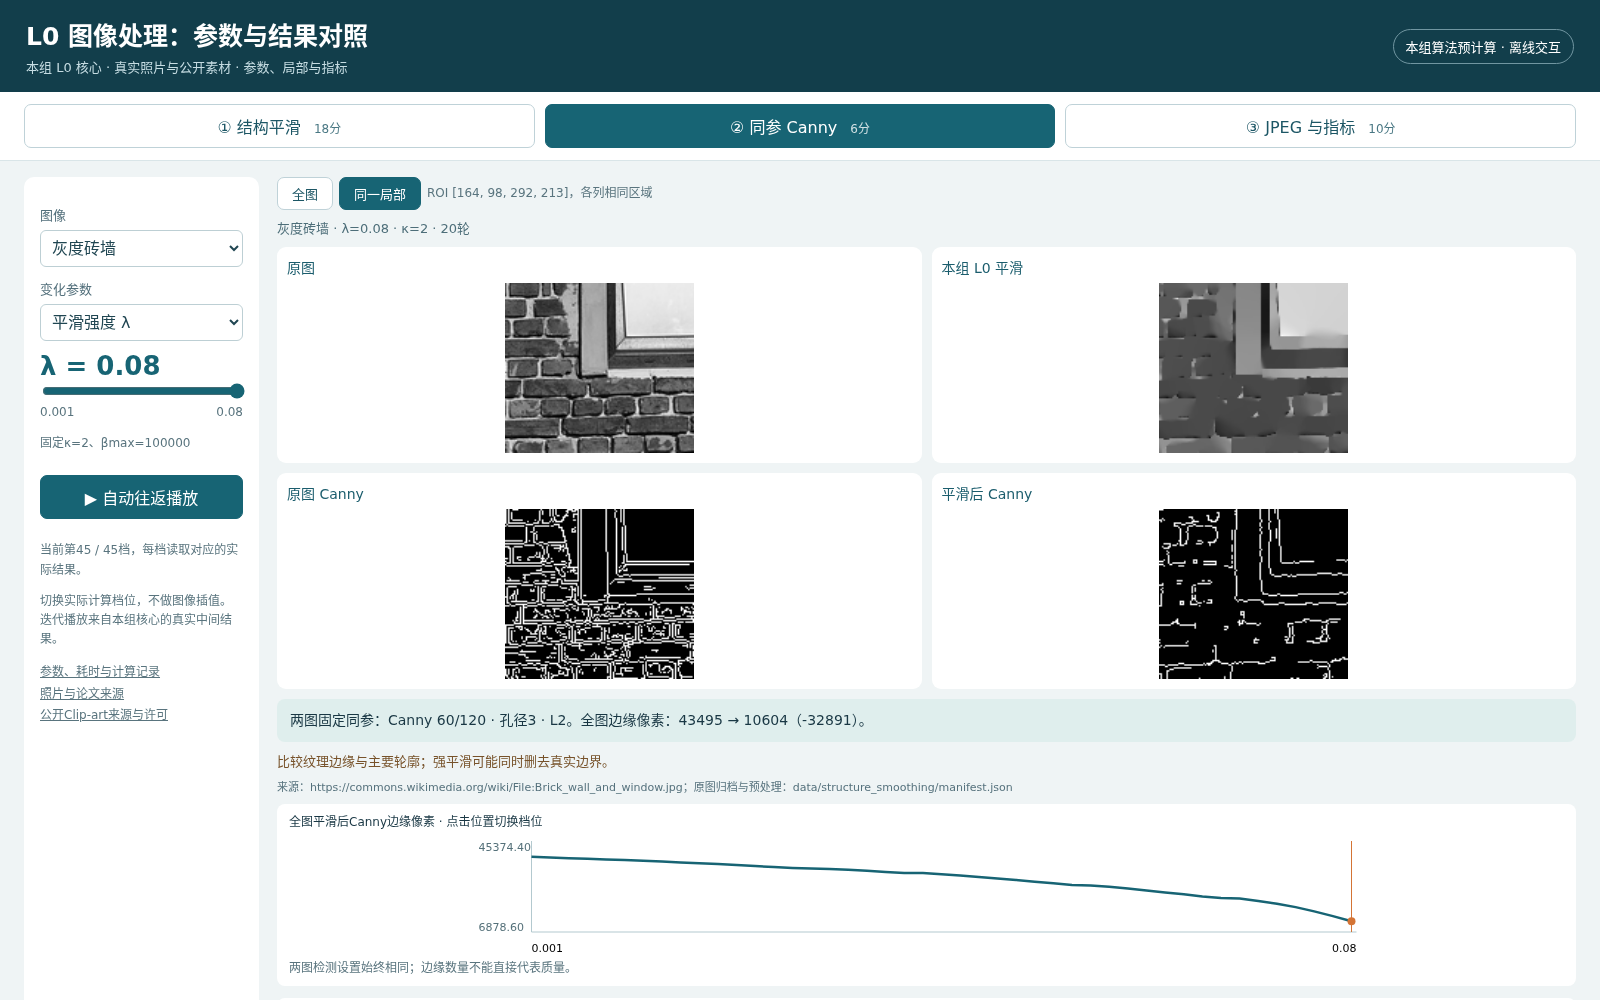 L0 图像处理：参数与结果对照
本组 L0 核心 · 真实照片与公开素材 · 参数、局部与指标
本组算法预计算 · 离线交互
① 结构平滑 18分
② 同参 Canny 6分
③ JPEG 与指标 10分
图像
灰度砖墙
变化参数
平滑强度 λ
λ = 0.08
0.001 0.08
固定κ=2、βmax=100000
▶ 自动往返播放
当前第45 / 45档，每档读取对应的实
际结果。
切换实际计算档位，不做图像插值。
迭代播放来自本组核心的真实中间结
果。
参数、耗时与计算记录
照片与论文来源
公开Clip-art来源与许可
全图 同一局部 ROI [164, 98, 292, 213]，各列相同区域
灰度砖墙 · λ=0.08 · κ=2 · 20轮
原图
本组 L0 平滑
原图 Canny
平滑后 Canny
两图固定同参：Canny 60/120 · 孔径3 · L2。全图边缘像素：43495 → 10604（-32891）。
比较纹理边缘与主要轮廓；强平滑可能同时删去真实边界。
来源：https://commons.wikimedia.org/wiki/File:Brick_wall_and_window.jpg；原图归档与预处理：data/structure_smoothing/manifest.json
全图平滑后Canny边缘像素 · 点击位置切换档位
45374.40
6878.60
0.001 0.08
两图检测设置始终相同；边缘数量不能直接代表质量。